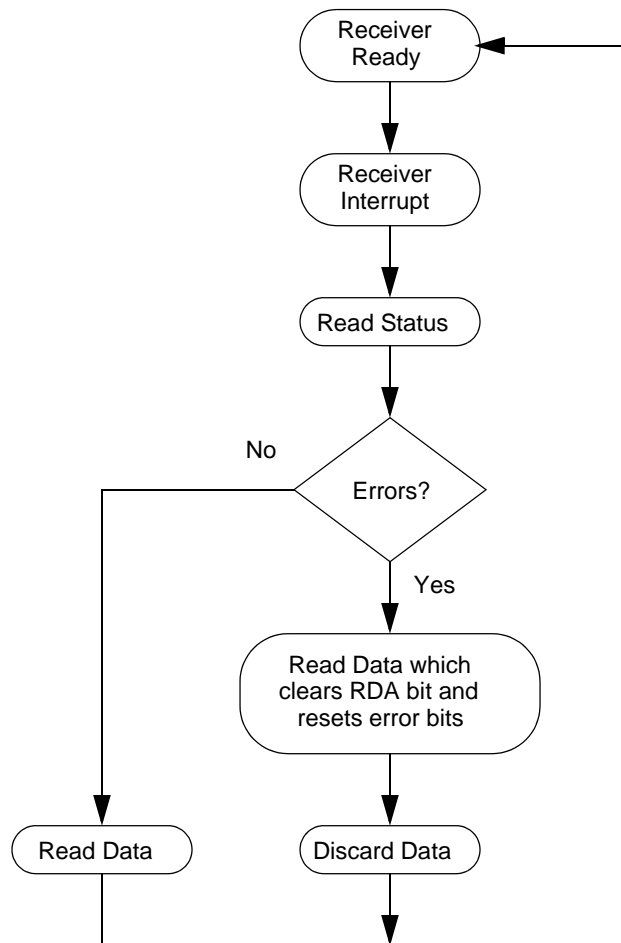 Receiver
Ready
Receiver
Interrupt
Read Status
No
Errors?
Yes
Read Data which
clears RDA bit and
resets error bits
Read Data
Discard Data